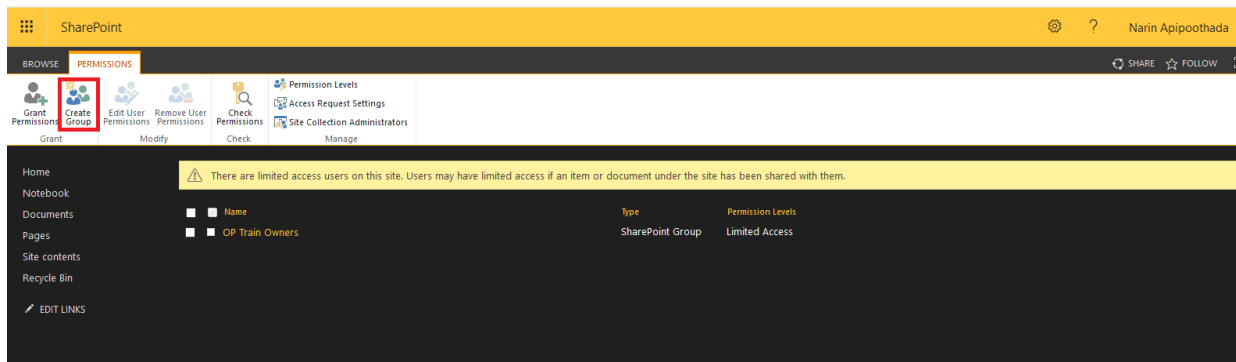 SharePoint
? Narin Apipoothada
BROWSE PERMISSIONS
SHARE FOLLOW
Grant Permissions
Create Group
Edit User Permissions
Remove User Permissions
Check Permissions
Permission Levels
Access Request Settings
Site Collection Administrators
Grant Modify Check Manage
Home
Notebook
Documents
Pages
Site contents
Recycle Bin
EDIT LINKS
There are limited access users on this site. Users may have limited access if an item or document under the site has been shared with them.
Name Type Permission Levels
OP Train Owners SharePoint Group Limited Access